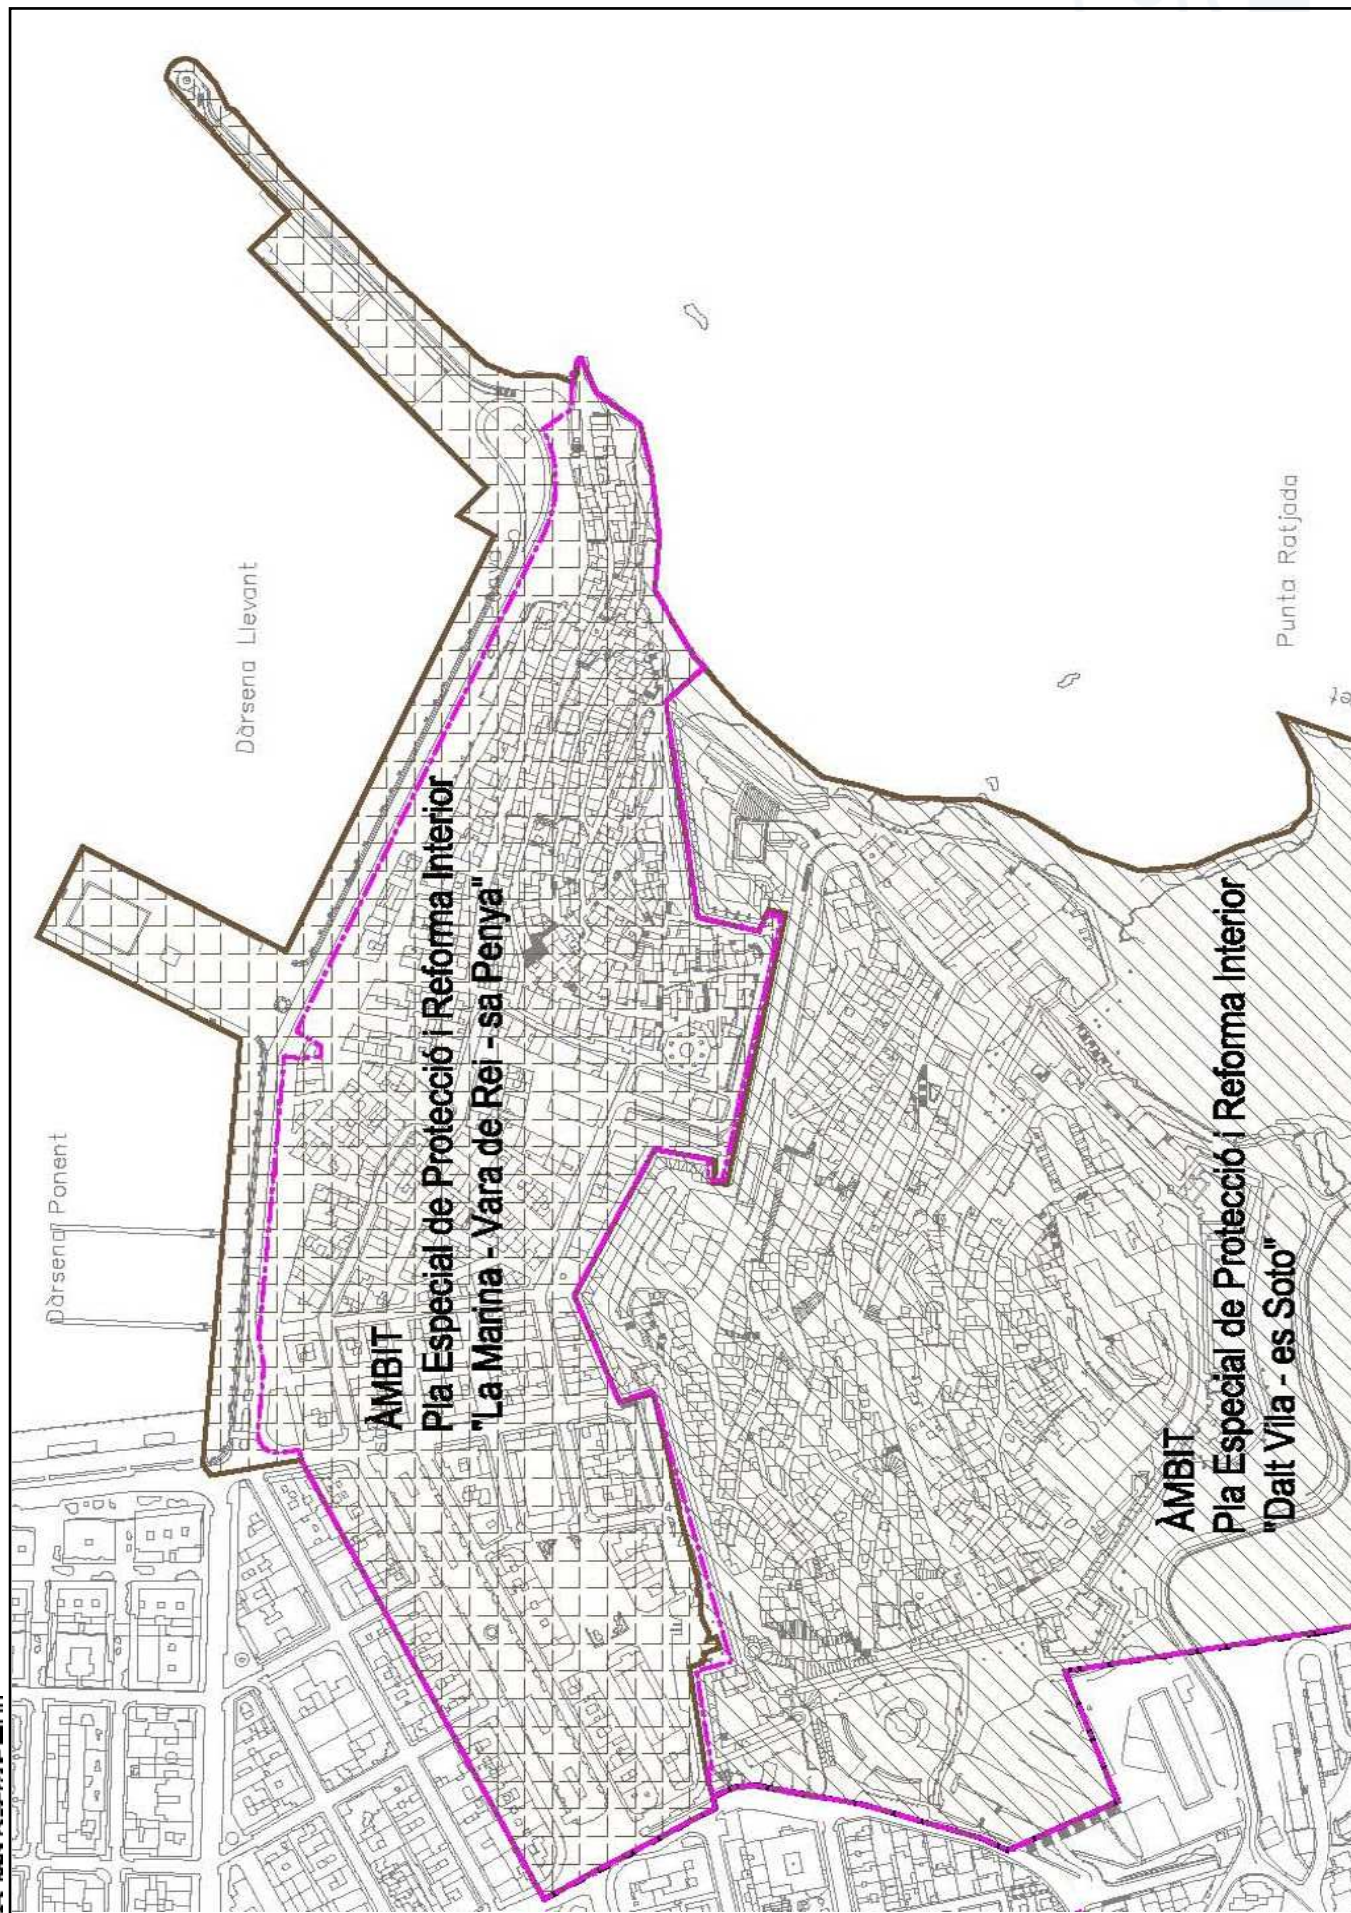 Dàrsena Ponent
Dàrsena Llevant
ÀMBIT
Pla Especial de Protecció i Reforma Interior
"La Marina - Vara de Rei - sa Penya"
ÀMBIT
Pla Especial de Protecció i Reforma Interior
"Dalt Vila - es Soto"
Punta Ratjada